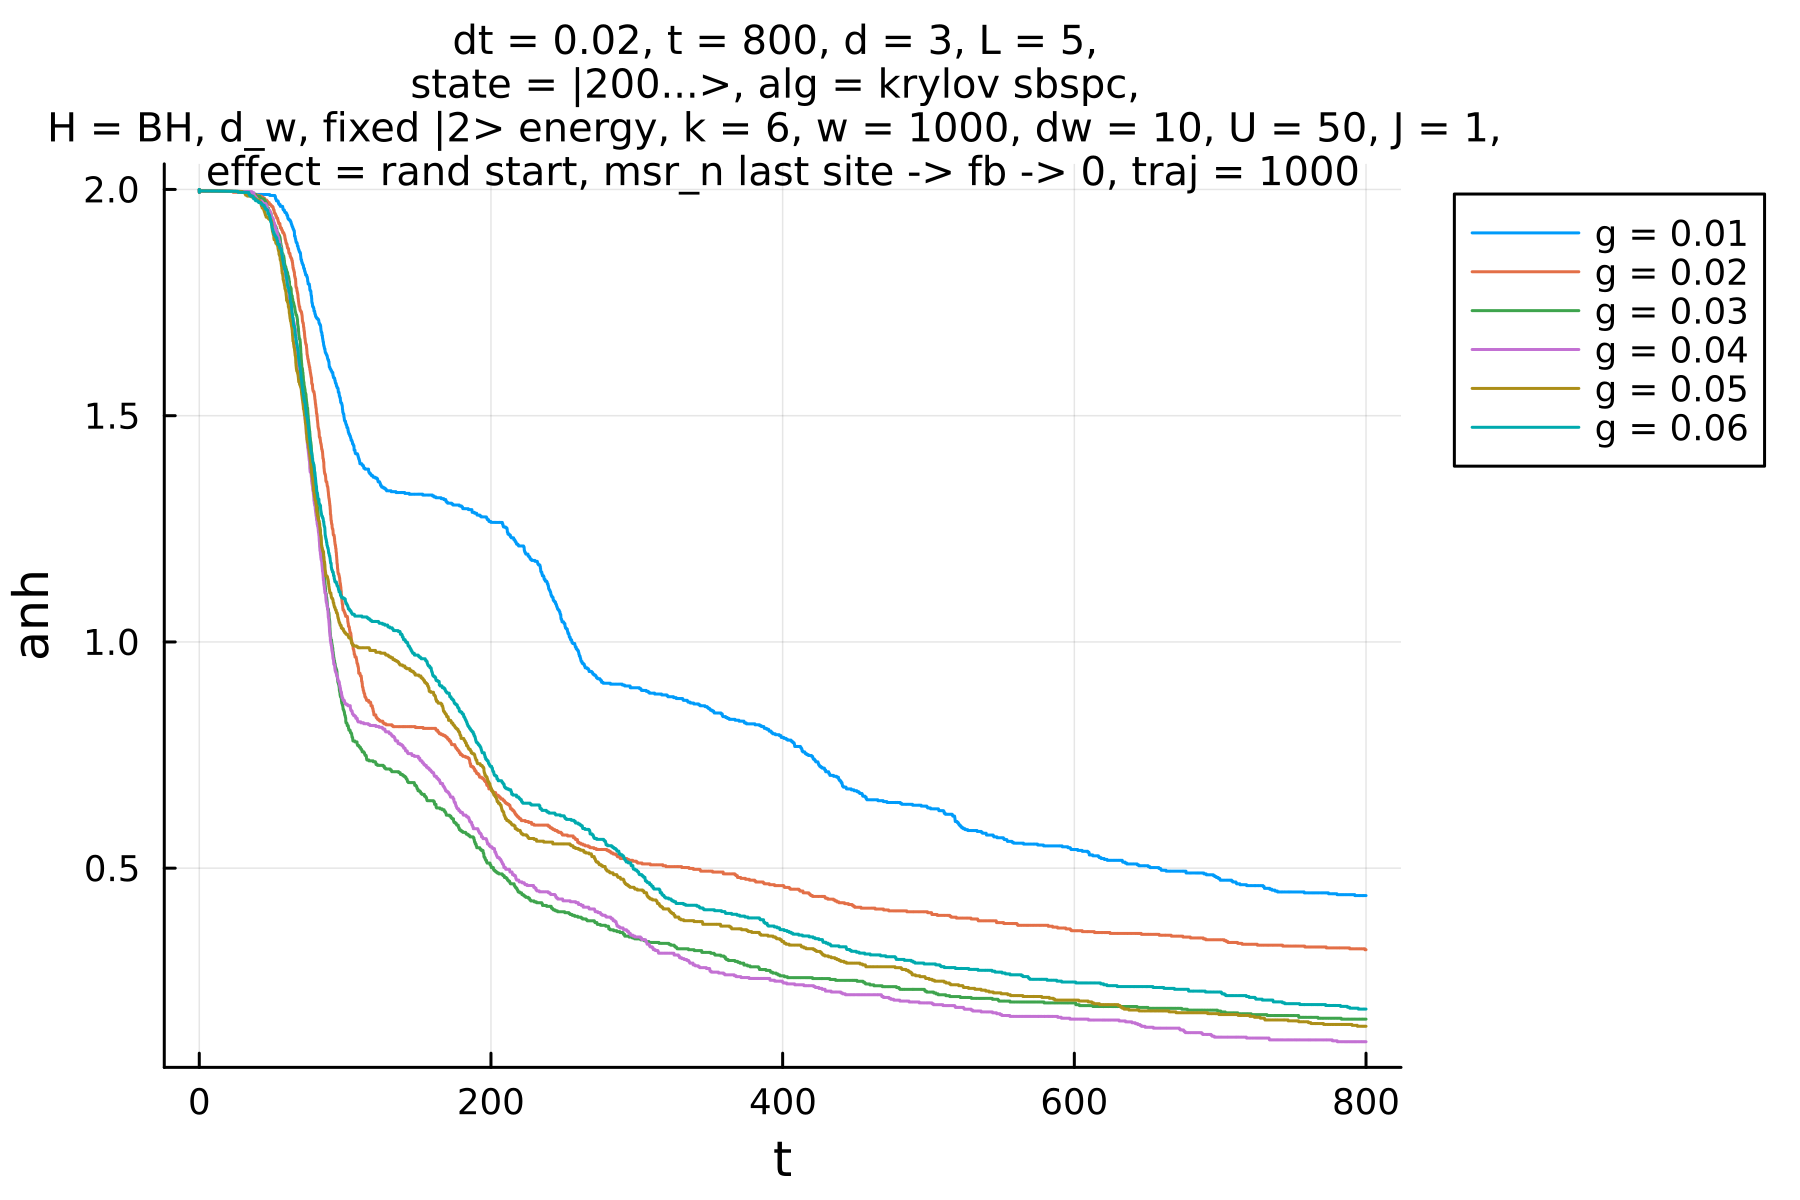 dt = 0.02, t = 800, d = 3, L = 5,
state = |200...>, alg = krylov sbspc,
H = BH, d_w, fixed |2> energy, k = 6, w = 1000, dw = 10, U = 50, J = 1,
effect = rand start, msr_n last site -> fb -> 0, traj = 1000
2.0
1.5
1.0
0.5
anh
0
200
400
600
800
t
g = 0.01
g = 0.02
g = 0.03
g = 0.04
g = 0.05
g = 0.06